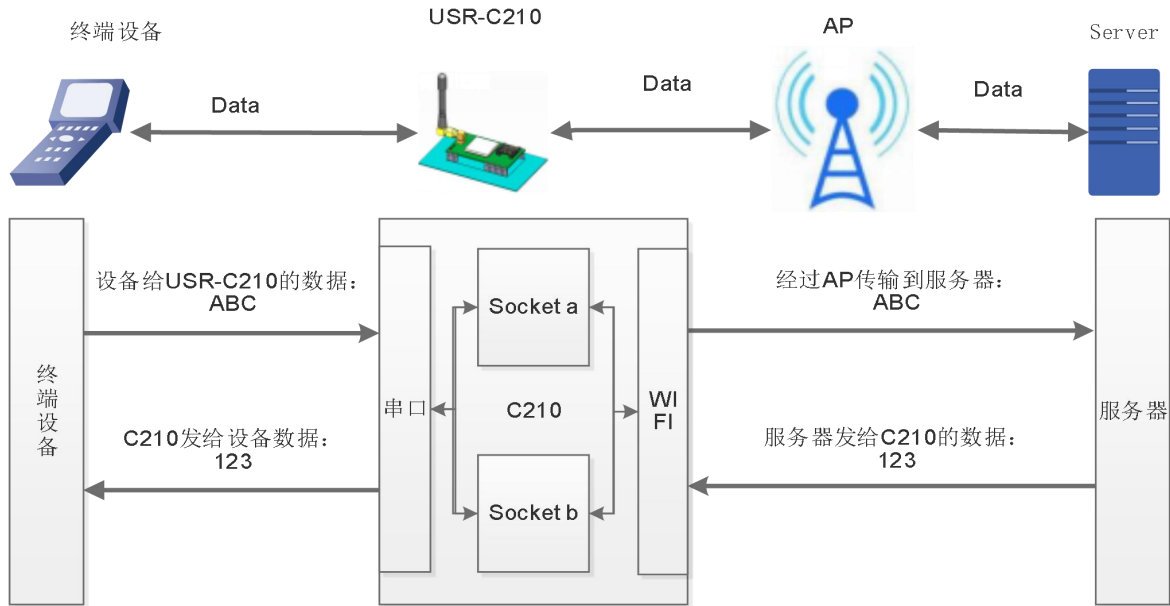 终端设备
USR-C210
AP
Server
Data
Data
Data
设备给USR-C210的数据：
ABC
经过AP传输到服务器：
ABC
Socket a
终
端
设
备
串口
C210
WI
FI
服务器
C210发给设备数据：
123
服务器发给C210的数据：
123
Socket b